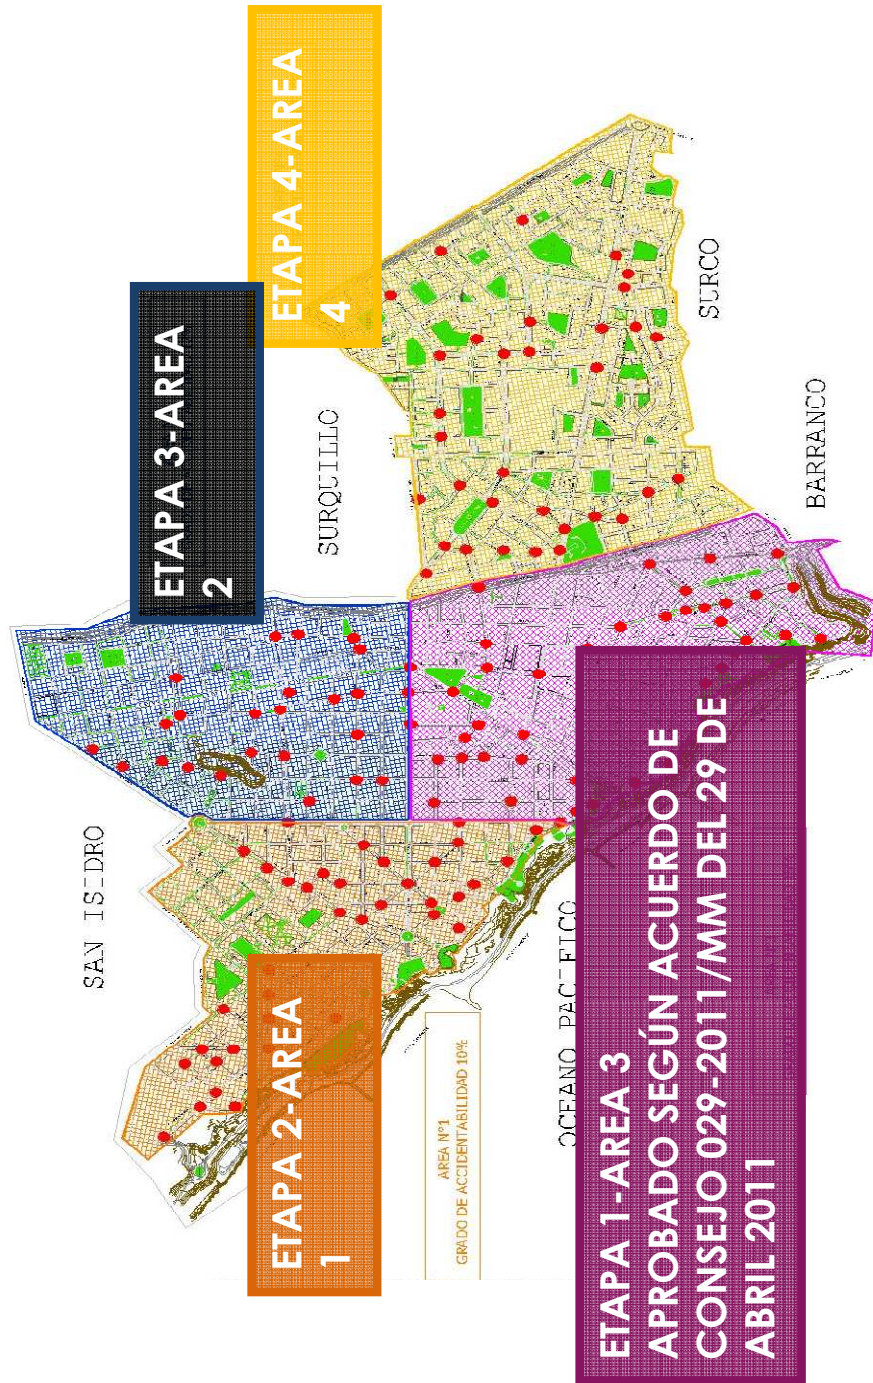 ETAPA 4-AREA
4
ETAPA 3-AREA
2
SURQUILLO
SURCO
BARRANCO
SAN ISIDRO
ETAPA 2-AREA
1
AREA N°1
GRADO DE ACCIDENTABILIDAD 10%
OCEANO PACIFICO
ETAPA 1-AREA 3
APROBADO SEGÚN ACUERDO DE
CONSEJO 029-2011/MM DEL 29 DE
ABRIL 2011